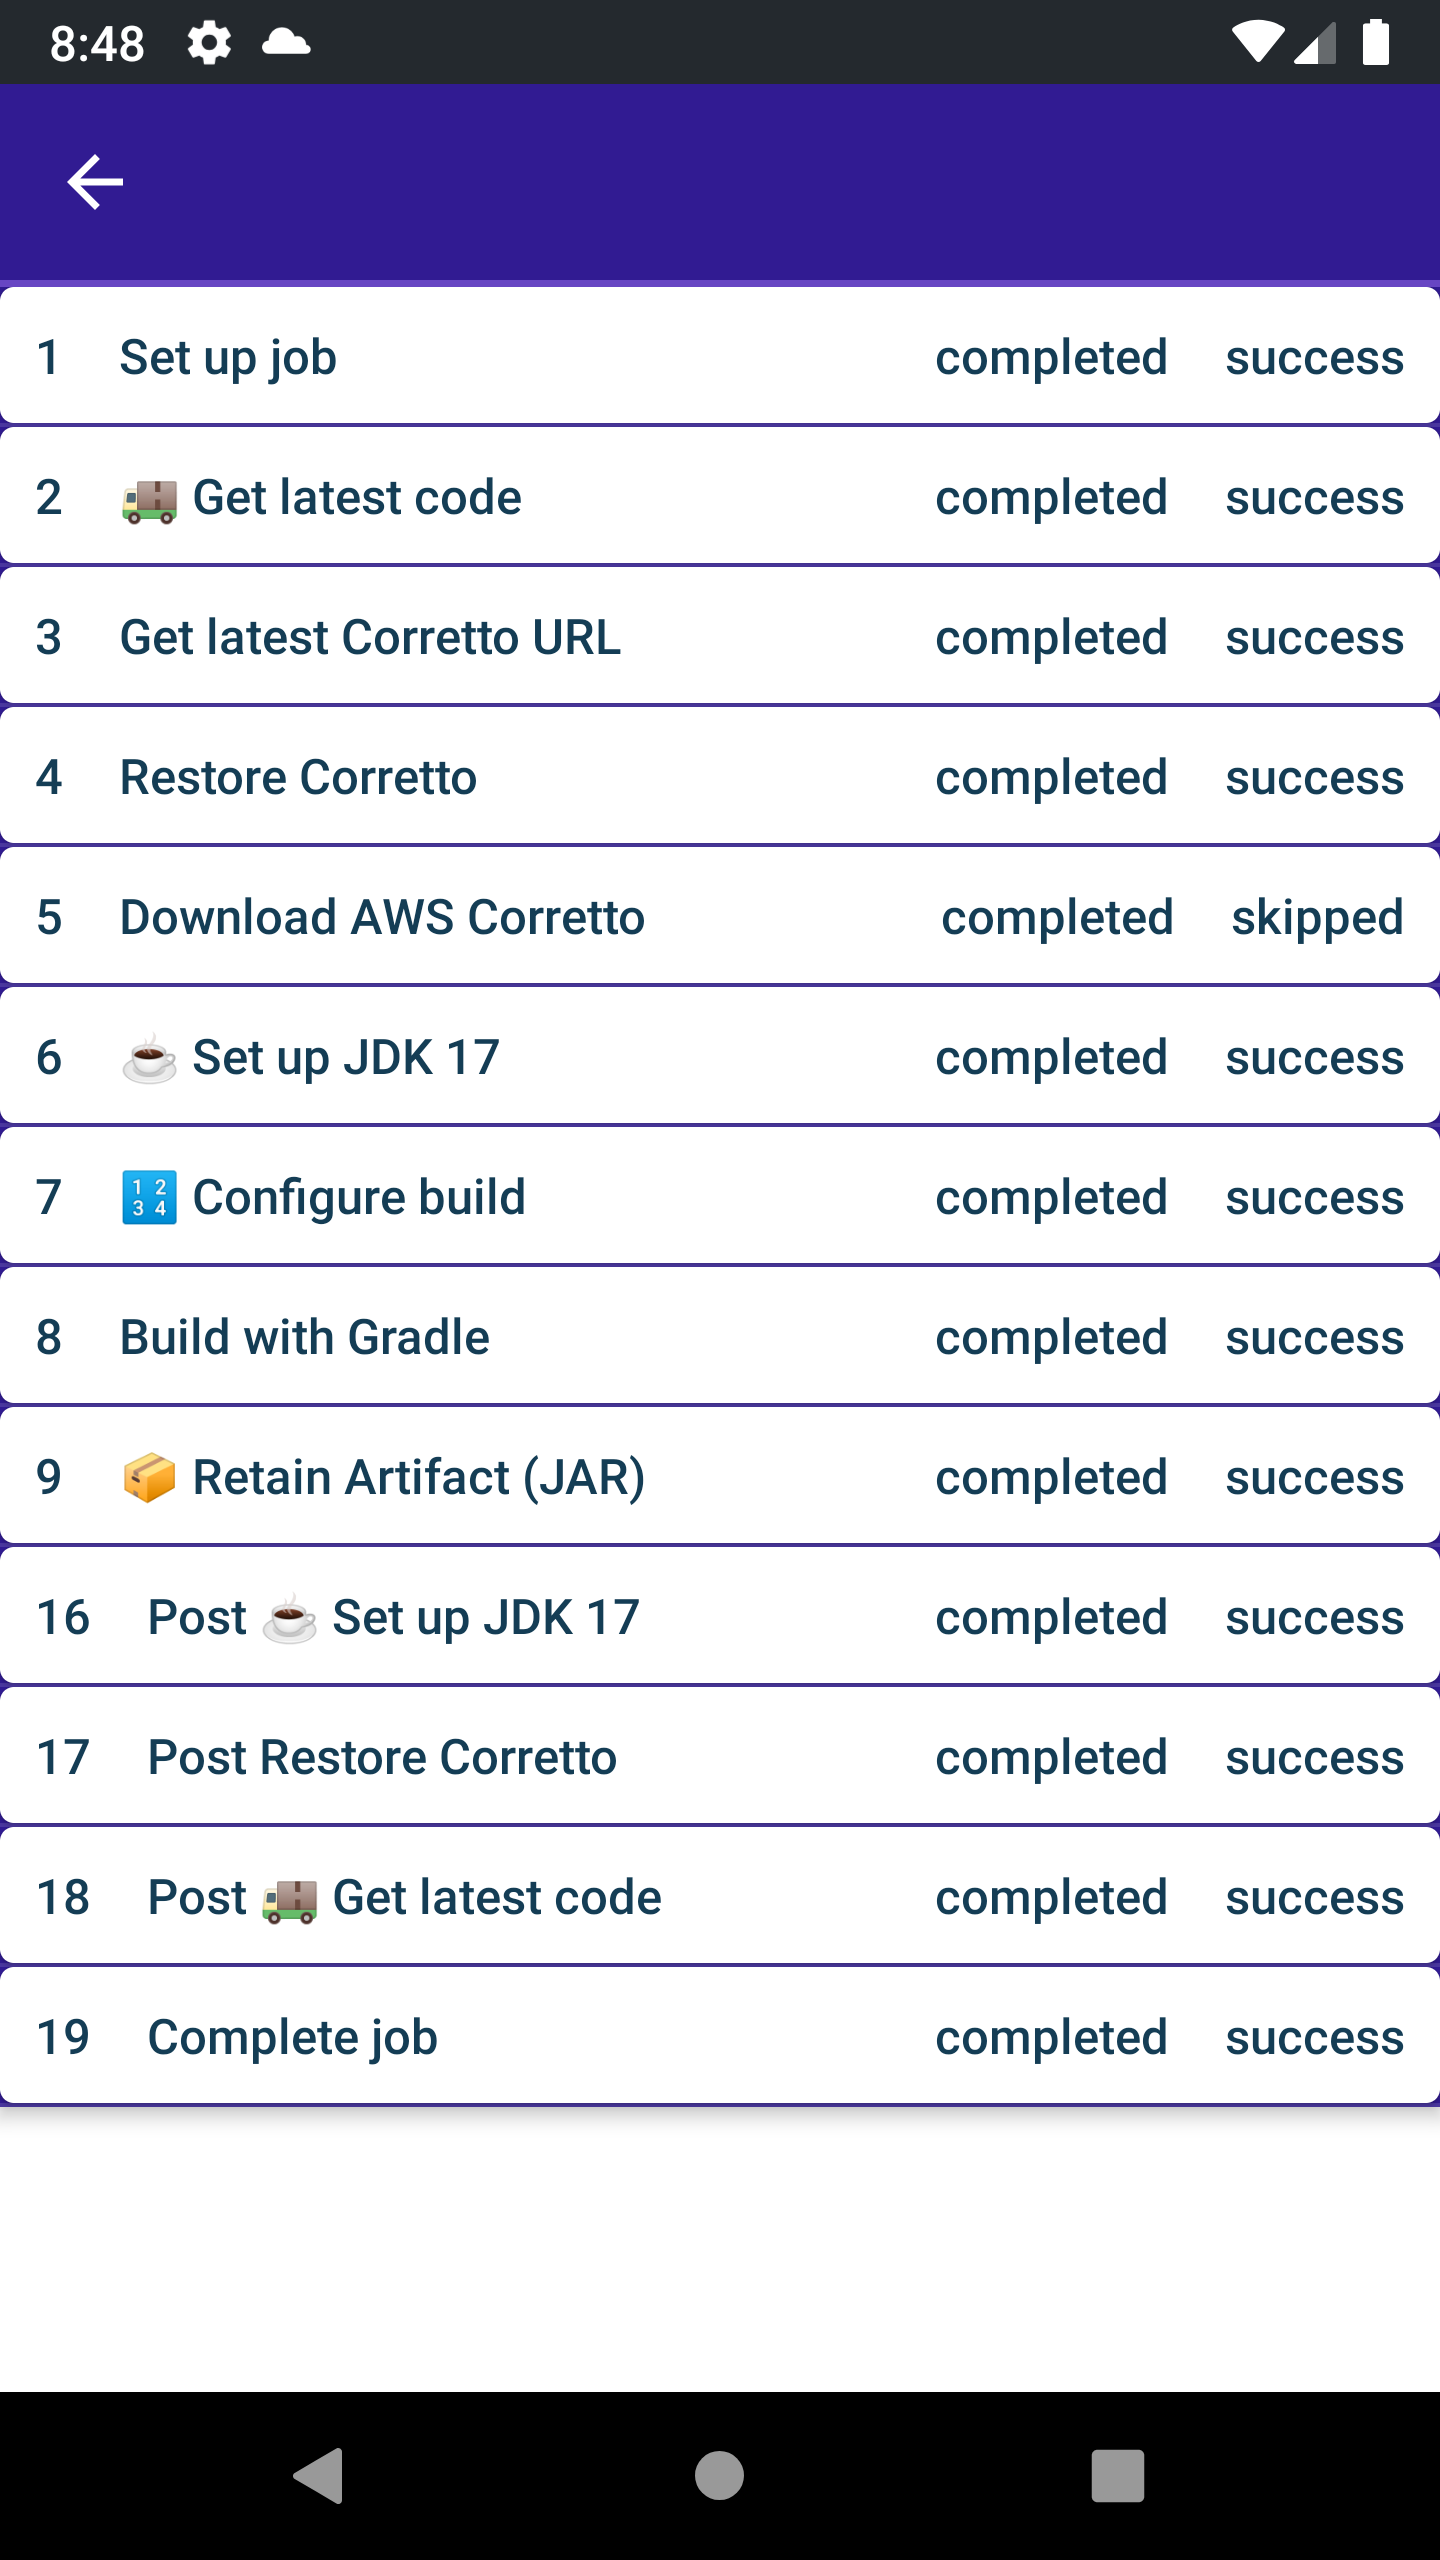 8:48
1 Set up job completed success
2 🚚 Get latest code completed success
3 Get latest Corretto URL completed success
4 Restore Corretto completed success
5 Download AWS Corretto completed skipped
6 ☕ Set up JDK 17 completed success
7 🔢 Configure build completed success
8 Build with Gradle completed success
9 📦 Retain Artifact (JAR) completed success
16 Post ☕ Set up JDK 17 completed success
17 Post Restore Corretto completed success
18 Post 🚚 Get latest code completed success
19 Complete job completed success